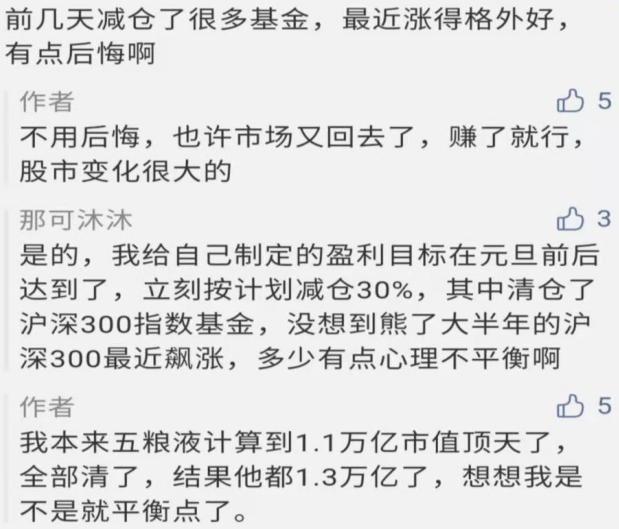 前几天减仓了很多基金，最近涨得格外好，
有点后悔啊
作者 5
不用后悔，也许市场又回去了，赚了就行，
股市变化很大的
那可沐沐 3
是的，我给自己制定的盈利目标在元旦前后
达到了，立刻按计划减仓30%，其中清仓了
沪深300指数基金，没想到熊了大半年的沪
深300最近飙涨，多少有点心理不平衡啊
作者 5
我本来五粮液计算到1.1万亿市值顶天了，
全部清了，结果他都1.3万亿了，想想我是
不是就平衡点了。